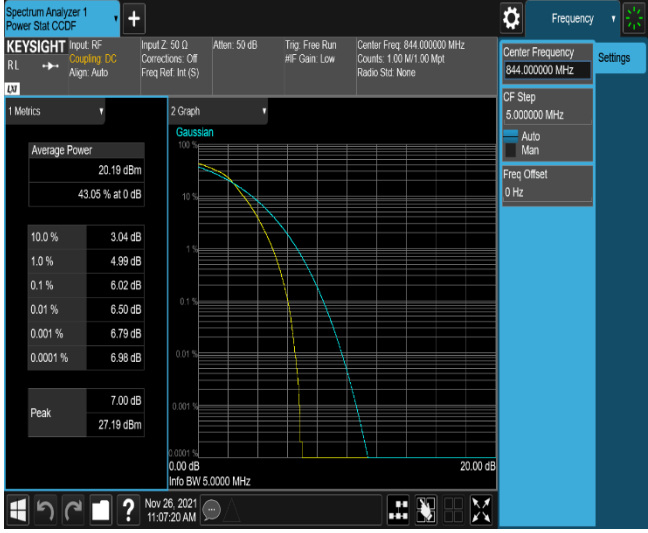 Spectrum Analyzer 1
Power Stat CCDF
Frequency
KEYSIGHT
RL
LXI
Input: RF
Coupling: DC
Align: Auto
Input Z: 50 Ω
Corrections: Off
Freq Ref: Int (S)
Atten: 50 dB
Trig: Free Run
#IF Gain: Low
Center Freq: 844.000000 MHz
Counts: 1.00 M/1.00 Mpt
Radio Std: None
Center Frequency
844.000000 MHz
Settings
CF Step
5.000000 MHz
Auto
Man
Freq Offset
0 Hz
1 Metrics
Average Power
20.19 dBm
43.05 % at 0 dB
10.0 % 3.04 dB
1.0 % 4.99 dB
0.1 % 6.02 dB
0.01 % 6.50 dB
0.001 % 6.79 dB
0.0001 % 6.98 dB
Peak
7.00 dB
27.19 dBm
2 Graph
Gaussian
100 %
10 %
1 %
0.1 %
0.01 %
0.001 %
0.0001 %
0.00 dB 20.00 dB
Info BW 5.0000 MHz
?
Nov 26, 2021
11:07:20 AM